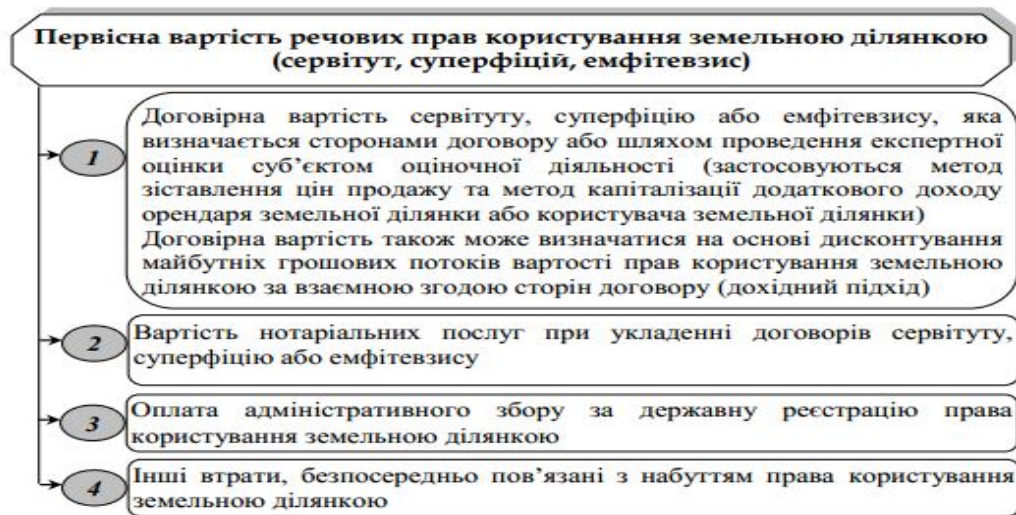 Первісна вартість речових прав користування земельною ділянкою
(сервітут, суперфіцій, емфітевзис)
1
Договірна вартість сервітуту, суперфіцію або емфітевзису, яка
визначається сторонами договору або шляхом проведення експертної
оцінки суб’єктом оціночної діяльності (застосовуються метод
зіставлення цін продажу та метод капіталізації додаткового доходу
орендаря земельної ділянки або користувача земельної ділянки)
Договірна вартість також може визначатися на основі дисконтування
майбутніх грошових потоків вартості прав користування земельною
ділянкою за взаємною згодою сторін договору (дохідний підхід)
2
Вартість нотаріальних послуг при укладенні договорів сервітуту,
суперфіцію або емфітевзису
3
Оплата адміністративного збору за державну реєстрацію права
користування земельною ділянкою
4
Інші втрати, безпосередньо пов’язані з набуттям права користування
земельною ділянкою